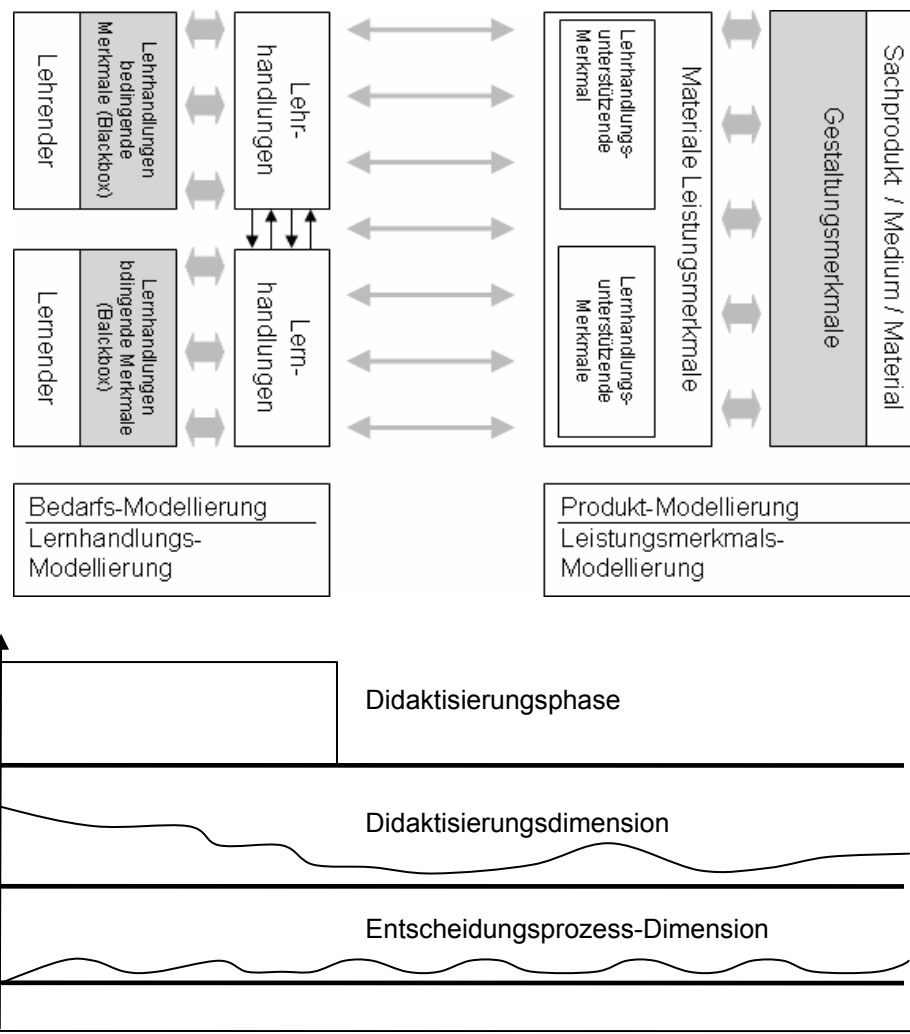 Lehrender
Lehrhandlungen
bedingende
Merkmale (Blackbox)
Lehr-
handlungen
Lehrhandlungs-
unterstützende
Merkmal
Materiale Leistungsmerkmale
Gestaltungsmerkmale
Sachprodukt / Medium / Material
Lernender
Lernhandlungen
bdingende Merkmale
(Balckbox)
Lern-
handlungen
Lernhandlungs-
unterstützende
Merkmale
Bedarfs-Modellierung
Lernhandlungs-
Modellierung
Produkt-Modellierung
Leistungsmerkmals-
Modellierung
Didaktisierungsphase
Didaktisierungsdimension
Entscheidungsprozess-Dimension